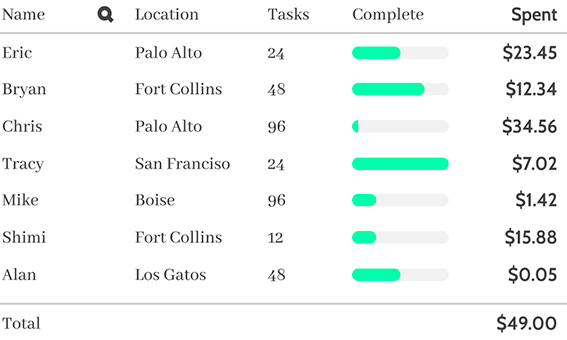 Name Location Tasks Complete Spent
Eric Palo Alto 24 $23.45
Bryan Fort Collins 48 $12.34
Chris Palo Alto 96 $34.56
Tracy San Franciso 24 $7.02
Mike Boise 96 $1.42
Shimi Fort Collins 12 $15.88
Alan Los Gatos 48 $0.05
Total $49.00